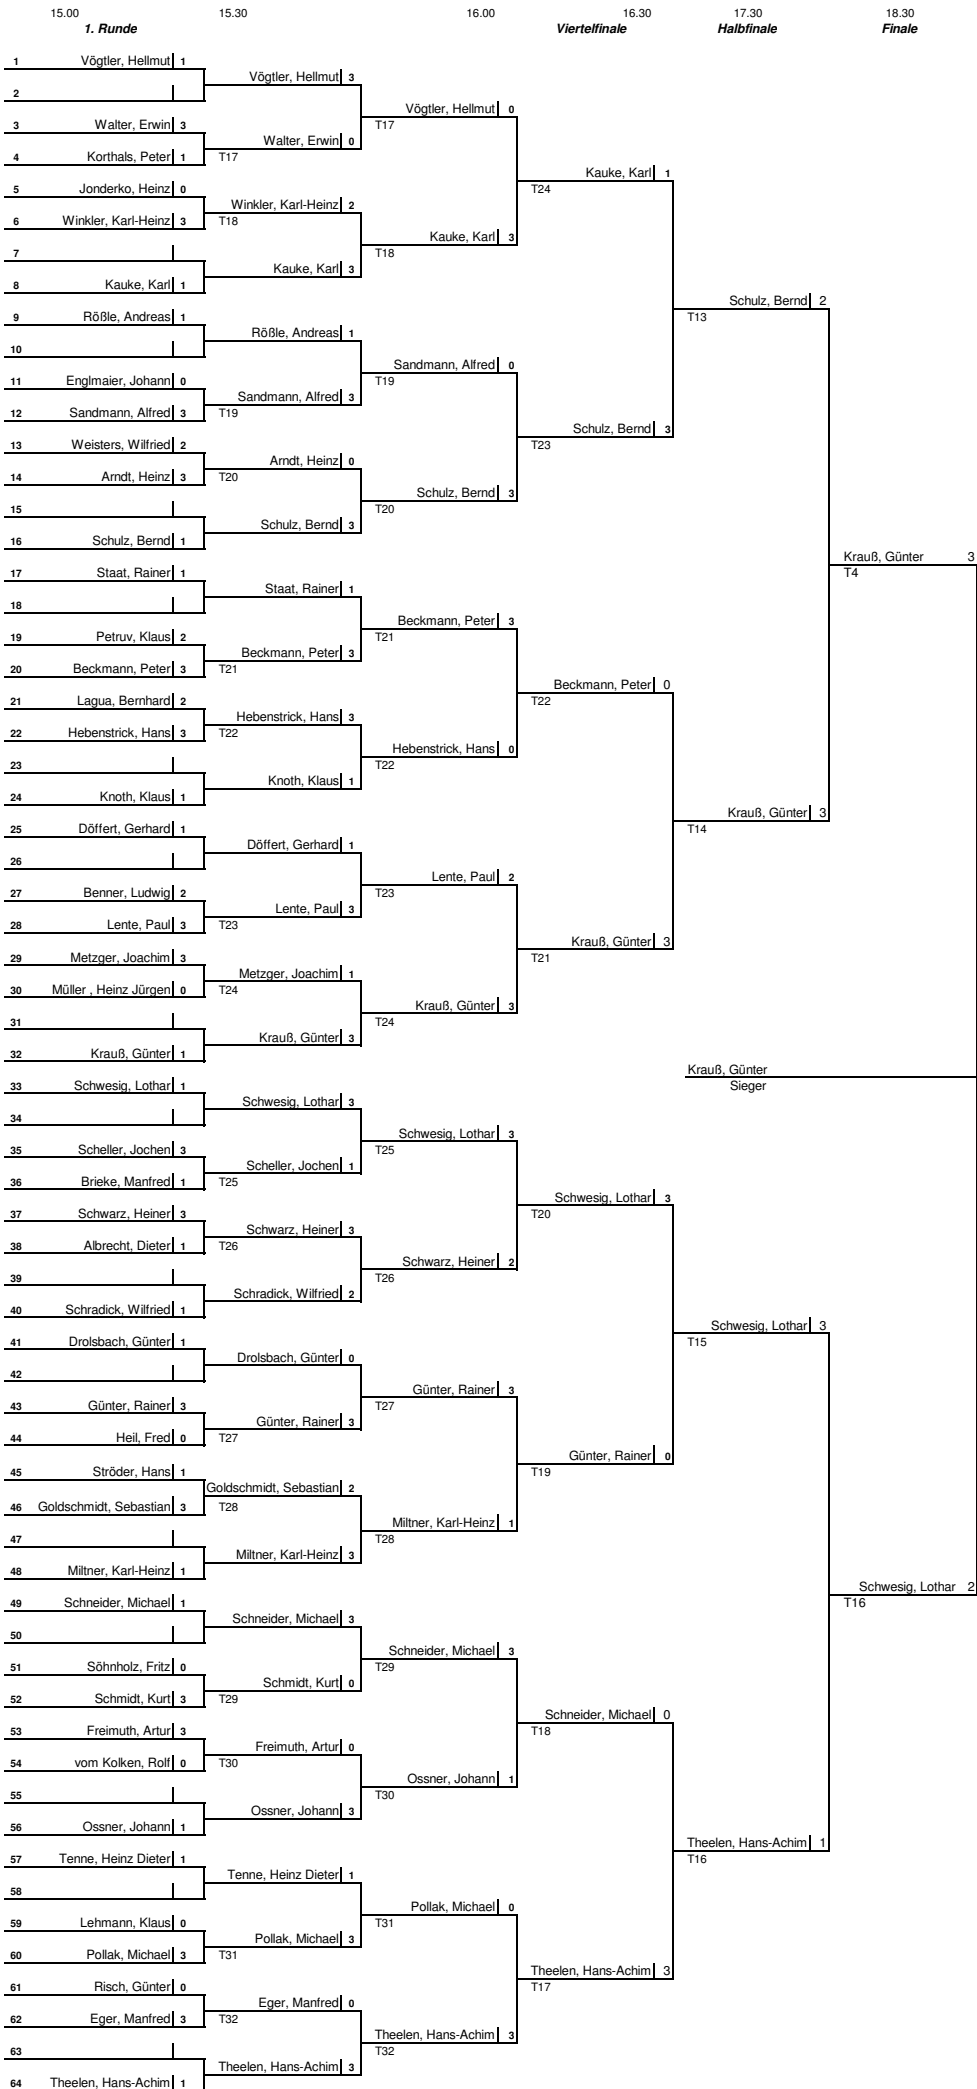 15.00 15.30 16.00 16.30 17.30 18.30
1. Runde Viertelfinale Halbfinale Finale
1 Vögtler, Hellmut 1
Vögtler, Hellmut 3
2
Vögtler, Hellmut 0
3 Walter, Erwin 3
T17
Walter, Erwin 0
4 Korthals, Peter 1 T17
Kauke, Karl 1
5 Jonderko, Heinz 0
T24
Winkler, Karl-Heinz 2
6 Winkler, Karl-Heinz 3 T18
Kauke, Karl 3
7
T18
Kauke, Karl 3
8 Kauke, Karl 1
Schulz, Bernd 2
9 Rößle, Andreas 1
T13
Rößle, Andreas 1
10
Sandmann, Alfred 0
11 Englmaier, Johann 0
T19
Sandmann, Alfred 3
12 Sandmann, Alfred 3 T19
Schulz, Bernd 3
13 Weisters, Wilfried 2
T23
Arndt, Heinz 0
14 Arndt, Heinz 3 T20
Schulz, Bernd 3
15
T20
Schulz, Bernd 3
16 Schulz, Bernd 1
Krauß, Günter 3
17 Staat, Rainer 1
T4
Staat, Rainer 1
18
Beckmann, Peter 3
19 Petruv, Klaus 2
T21
Beckmann, Peter 3
20 Beckmann, Peter 3 T21
Beckmann, Peter 0
21 Lagua, Bernhard 2
T22
Hebenstrick, Hans 3
22 Hebenstrick, Hans 3 T22
Hebenstrick, Hans 0
23
T22
Knoth, Klaus 1
24 Knoth, Klaus 1
Krauß, Günter 3
25 Döffert, Gerhard 1
T14
Döffert, Gerhard 1
26
Lente, Paul 2
27 Benner, Ludwig 2
T23
Lente, Paul 3
28 Lente, Paul 3 T23
Krauß, Günter 3
29 Metzger, Joachim 3
T21
Metzger, Joachim 1
30 Müller , Heinz Jürgen 0 T24
Krauß, Günter 3
31
T24
Krauß, Günter 3
32 Krauß, Günter 1
Krauß, Günter
33 Schwesig, Lothar 1
Sieger
Schwesig, Lothar 3
34
Schwesig, Lothar 3
35 Scheller, Jochen 3
T25
Scheller, Jochen 1
36 Brieke, Manfred 1 T25
Schwesig, Lothar 3
37 Schwarz, Heiner 3
T20
Schwarz, Heiner 3
38 Albrecht, Dieter 1 T26
Schwarz, Heiner 2
39
T26
Schradick, Wilfried 2
40 Schradick, Wilfried 1
Schwesig, Lothar 3
41 Drolsbach, Günter 1
T15
Drolsbach, Günter 0
42
Günter, Rainer 3
43 Günter, Rainer 3
T27
Günter, Rainer 3
44 Heil, Fred 0 T27
Günter, Rainer 0
45 Ströder, Hans 1
T19
Goldschmidt, Sebastian 2
46 Goldschmidt, Sebastian 3 T28
Miltner, Karl-Heinz 1
47
T28
Miltner, Karl-Heinz 3
48 Miltner, Karl-Heinz 1
Schwesig, Lothar 2
49 Schneider, Michael 1
T16
Schneider, Michael 3
50
Schneider, Michael 3
51 Söhnholz, Fritz 0
T29
Schmidt, Kurt 0
52 Schmidt, Kurt 3 T29
Schneider, Michael 0
53 Freimuth, Artur 3
T18
Freimuth, Artur 0
54 vom Kolken, Rolf 0 T30
Ossner, Johann 1
55
T30
Ossner, Johann 3
56 Ossner, Johann 1
Theelen, Hans-Achim 1
57 Tenne, Heinz Dieter 1
T16
Tenne, Heinz Dieter 1
58
Pollak, Michael 0
59 Lehmann, Klaus 0
T31
Pollak, Michael 3
60 Pollak, Michael 3 T31
Theelen, Hans-Achim 3
61 Risch, Günter 0
T17
Eger, Manfred 0
62 Eger, Manfred 3 T32
Theelen, Hans-Achim 3
63
T32
Theelen, Hans-Achim 3
64 Theelen, Hans-Achim 1